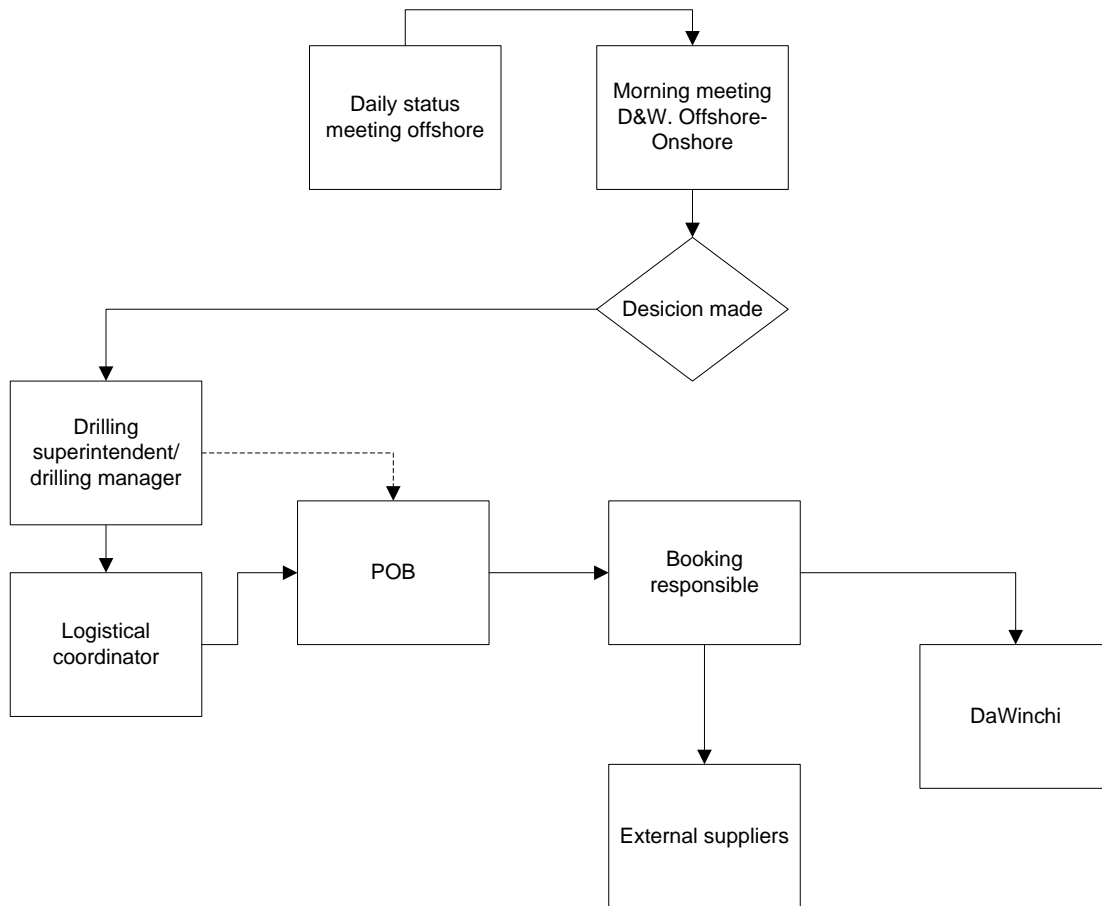 Daily status
meeting offshore
Morning meeting
D&W. Offshore-
Onshore
Desicion made
Drilling
superintendent/
drilling manager
POB
Booking
responsible
Logistical
coordinator
DaWinchi
External suppliers